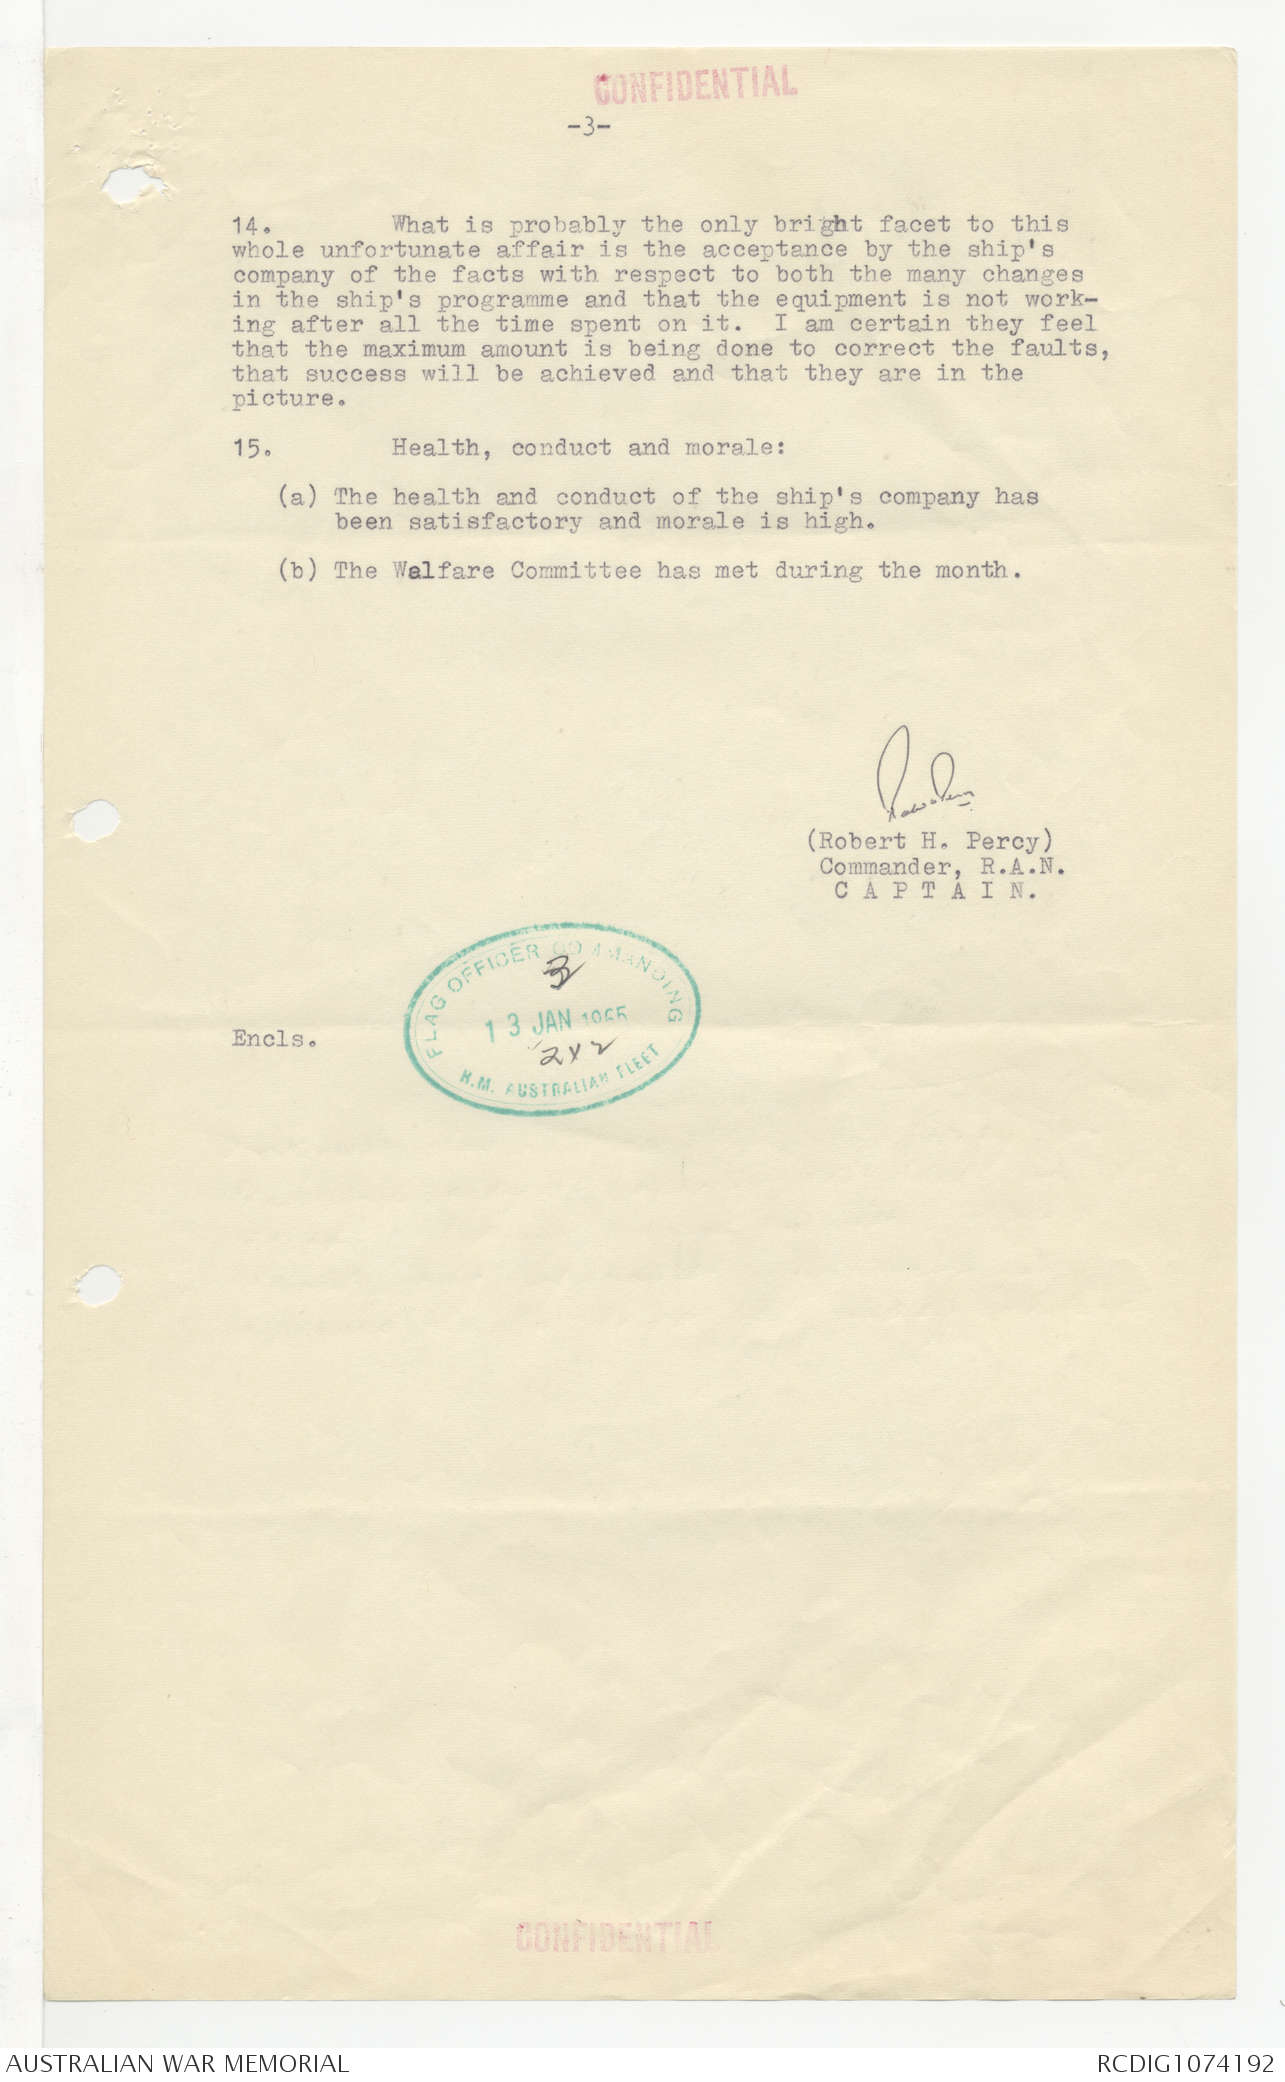 CONFIDENTIAL
-3-
14. What is probably the only bright facet to this
whole unfortunate affair is the acceptance by the ship's
company of the facts with respect to both the many changes
in the ship's programme and that the equipment is not work-
ing after all the time spent on it. I am certain they feel
that the maximum amount is being done to correct the faults,
that success will be achieved and that they are in the
picture.
15. Health, conduct and morale:
(a) The health and conduct of the ship's company has
been satisfactory and morale is high.
(b) The Walfare Committee has met during the month.
(Robert H. Percy)
Commander, R.A.N.
C A P T A I N.
FLAG OFFICER COMMANDING
3
13 JAN 1965
2x2
H.M. AUSTRALIAN FLEET
Encls.
CONFIDENTIAL
AUSTRALIAN WAR MEMORIAL
RCDIG1074192